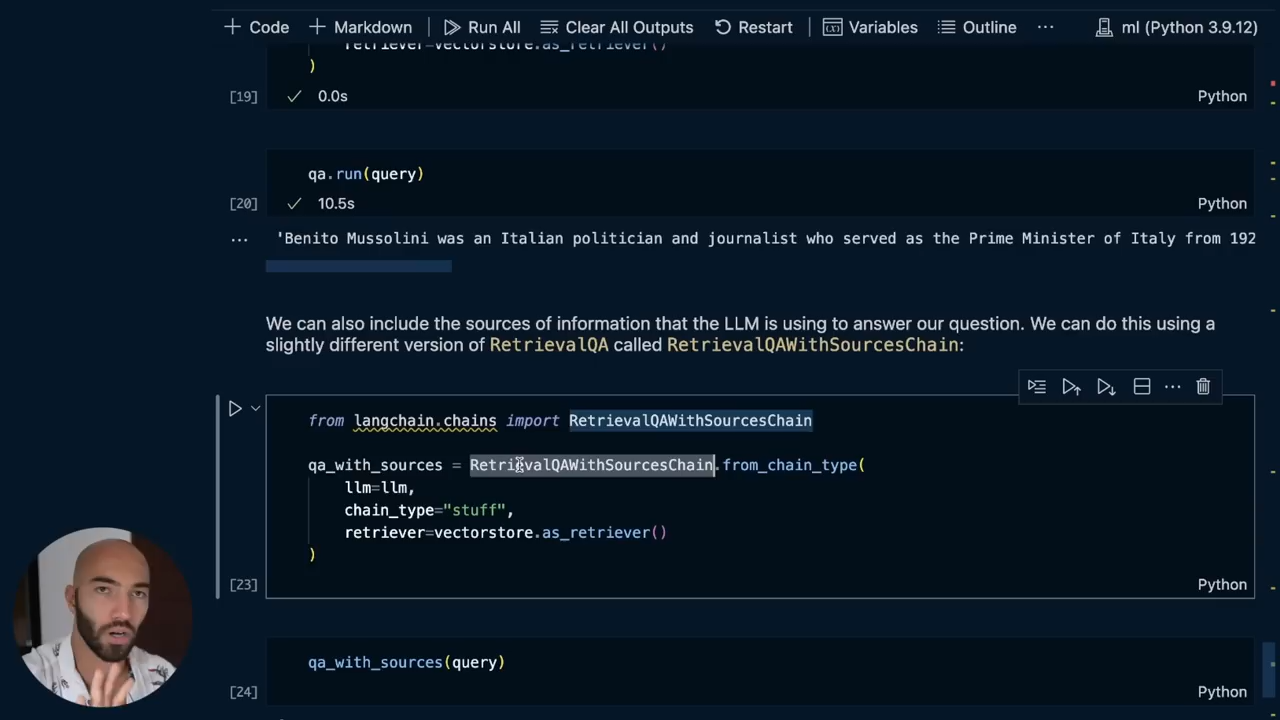 Code Markdown Run All Clear All Outputs Restart Variables Outline ··· ml (Python 3.9.12)
retriever=vectorstore.as_retriever()
)
[19] 0.0s Python
qa.run(query)
[20] 10.5s Python
... 'Benito Mussolini was an Italian politician and journalist who served as the Prime Minister of Italy from 192
We can also include the sources of information that the LLM is using to answer our question. We can do this using a
slightly different version of RetrievalQA called RetrievalQAWithSourcesChain:
from langchain.chains import RetrievalQAWithSourcesChain
qa_with_sources = RetrievalQAWithSourcesChain.from_chain_type(
llm=llm,
chain_type="stuff",
retriever=vectorstore.as_retriever()
)
[23] Python
qa_with_sources(query)
[24] Python